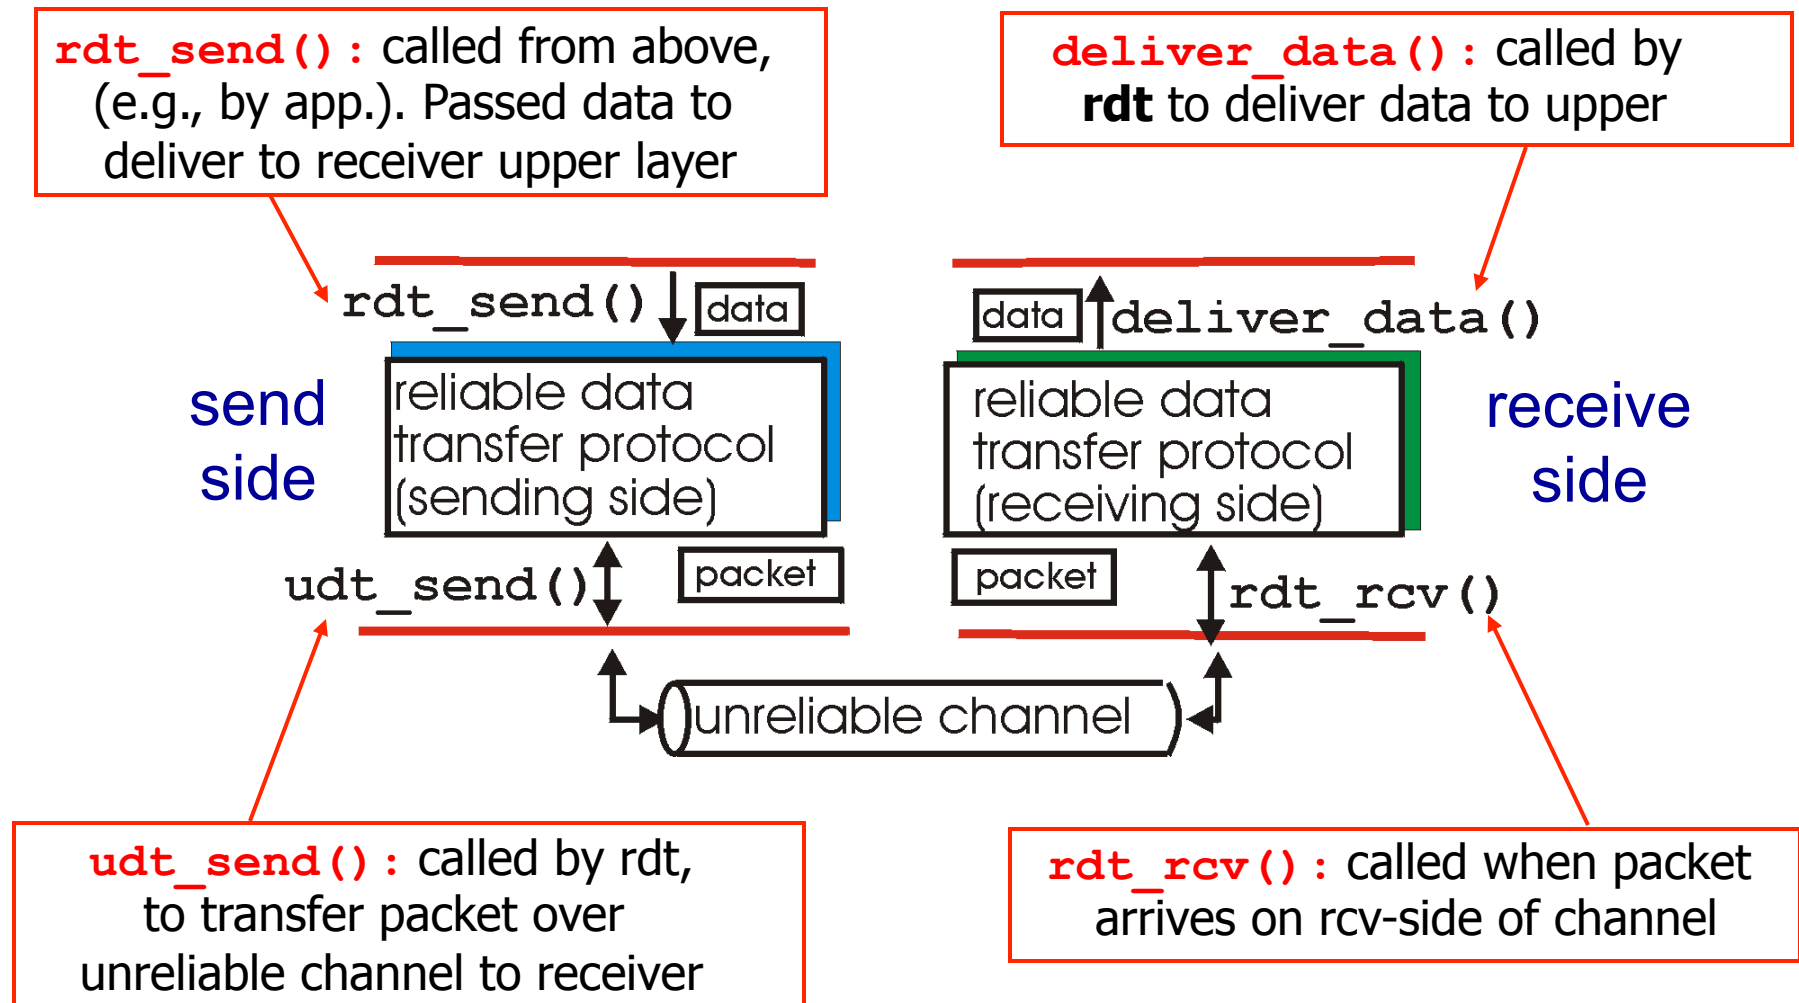 rdt_send(): called from above,
(e.g., by app.). Passed data to
deliver to receiver upper layer
deliver_data(): called by
rdt to deliver data to upper
rdt_send()
data
data
deliver_data()
send
side
reliable data
transfer protocol
(sending side)
reliable data
transfer protocol
(receiving side)
receive
side
udt_send()
packet
packet
rdt_rcv()
unreliable channel
udt_send(): called by rdt,
to transfer packet over
unreliable channel to receiver
rdt_rcv(): called when packet
arrives on rcv-side of channel